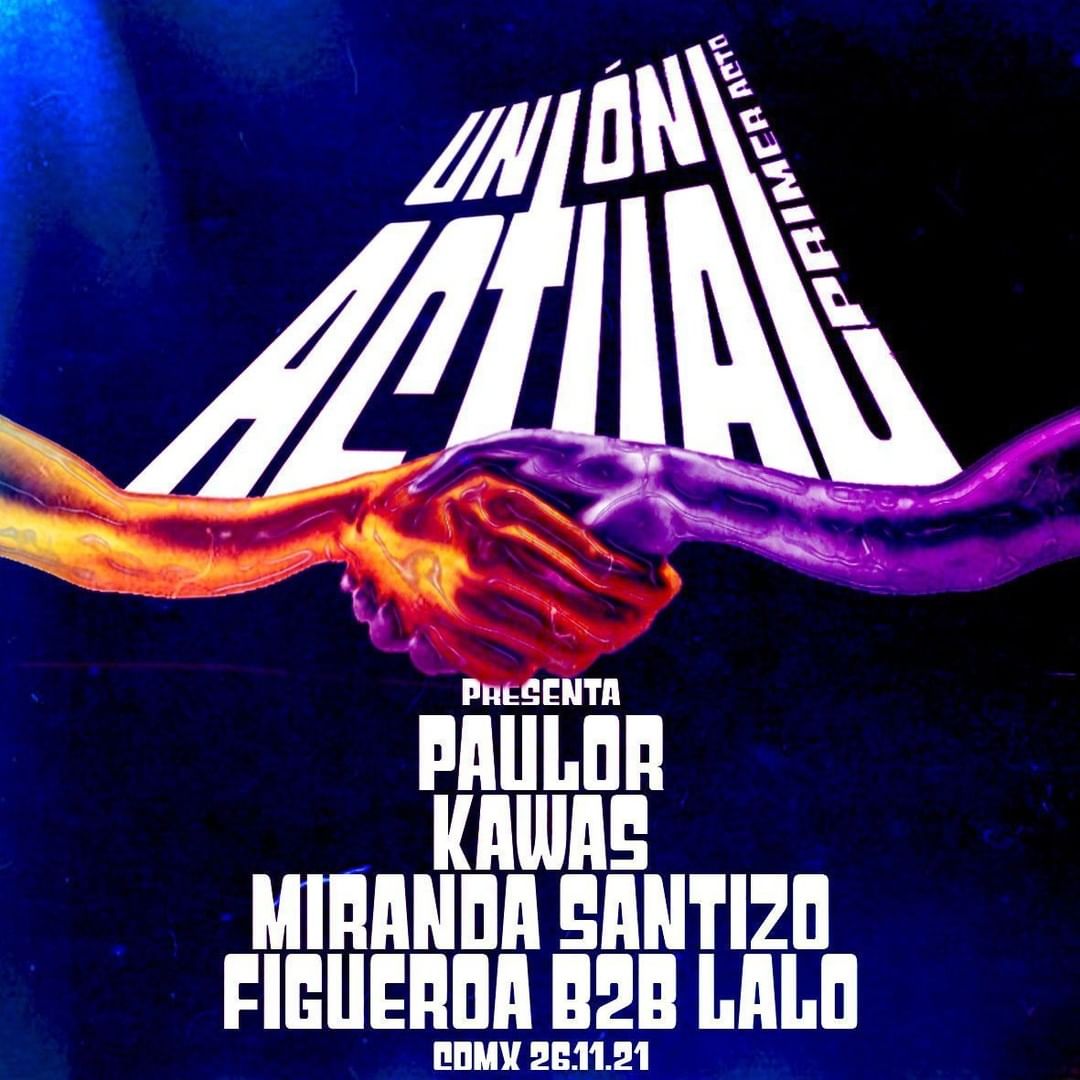 UNIÓN
ACTUAL
PRIMER ACTO
PRESENTA
PAULOR
KAWAS
MIRANDA SANTIZO
FIGUEROA B2B LALO
CDMX 26.11.21